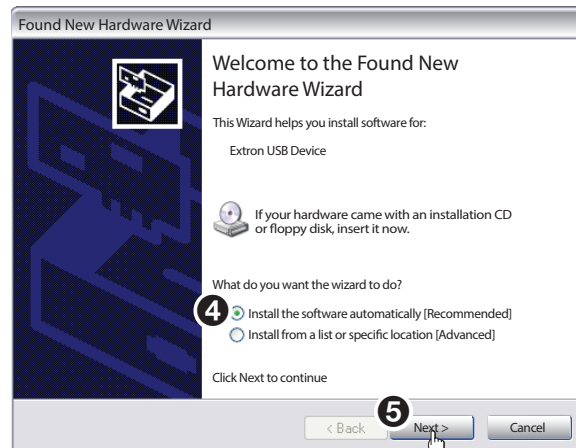 Found New Hardware Wizard
Welcome to the Found New
Hardware Wizard
This Wizard helps you install software for:
Extron USB Device
If your hardware came with an installation CD
or floppy disk, insert it now.
What do you want the wizard to do?
4 Install the software automatically [Recommended]
Install from a list or specific location [Advanced]
Click Next to continue
5
< Back Next > Cancel